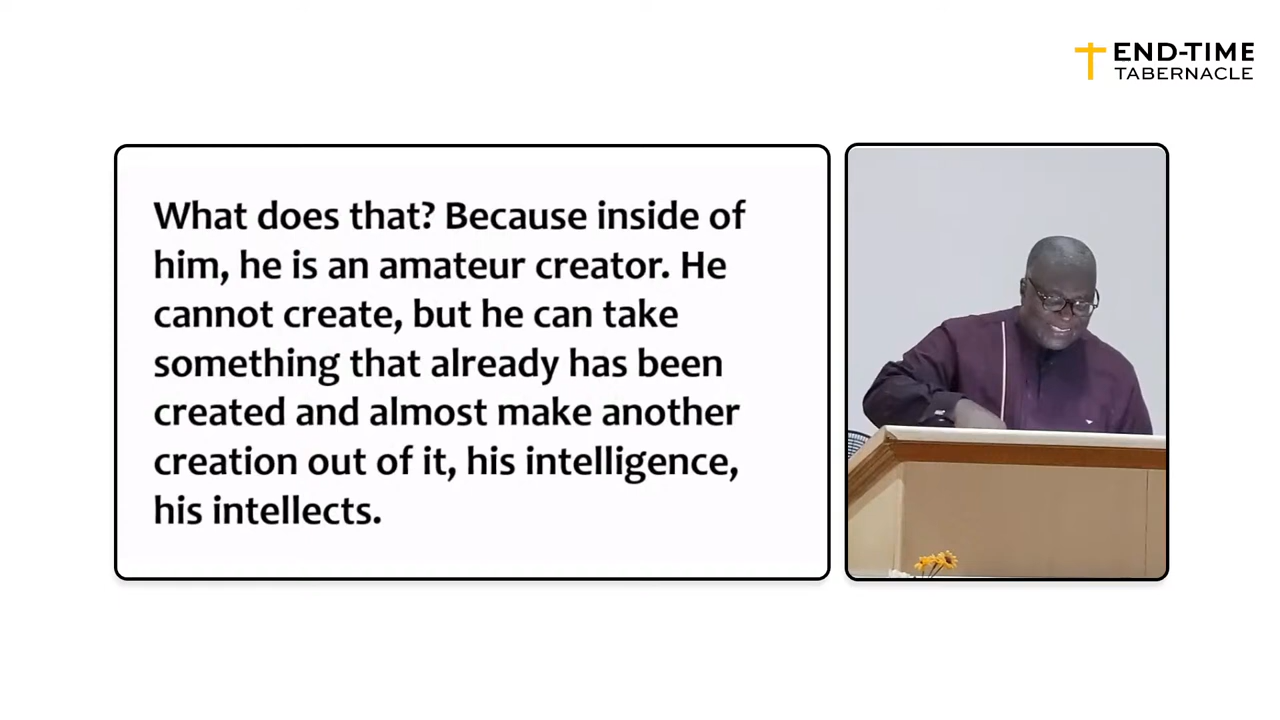 END-TIME
TABERNACLE
What does that? Because inside of
him, he is an amateur creator. He
cannot create, but he can take
something that already has been
created and almost make another
creation out of it, his intelligence,
his intellects.